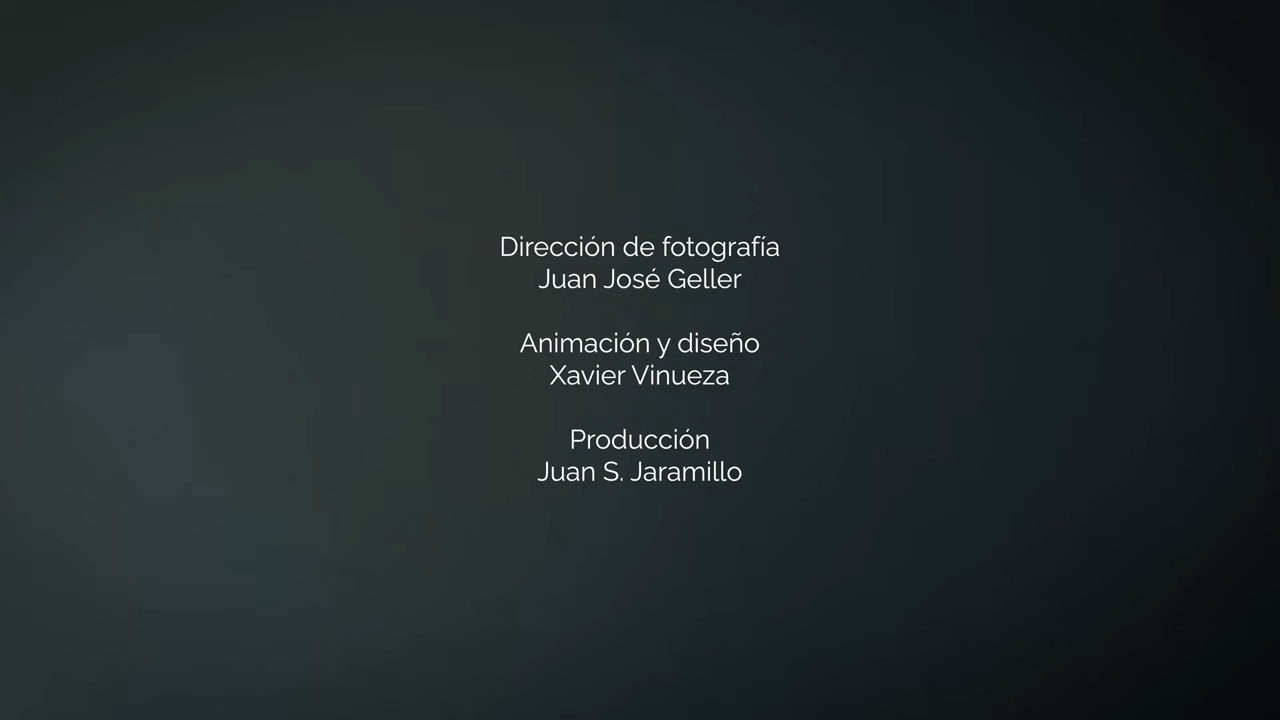 Dirección de fotografía
Juan José Geller
Animación y diseño
Xavier Vinueza
Producción
Juan S. Jaramillo